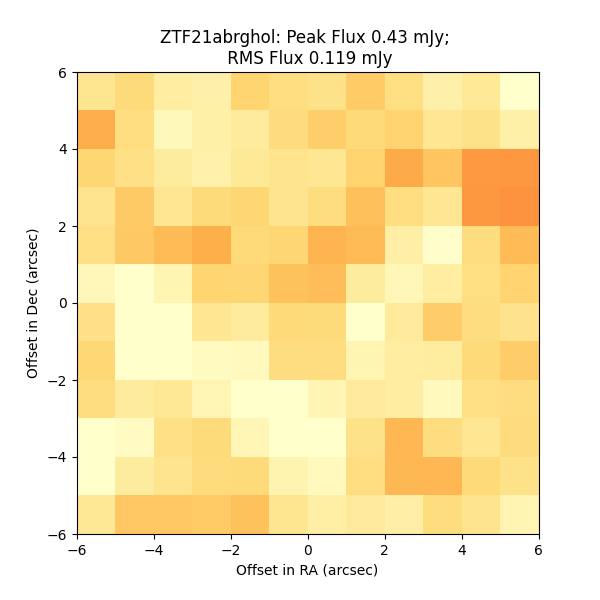 ZTF21abrghol: Peak Flux 0.43 mJy;
RMS Flux 0.119 mJy
6
4
2
0
−2
−4
−6
Offset in Dec (arcsec)
−6 −4 −2 0 2 4 6
Offset in RA (arcsec)